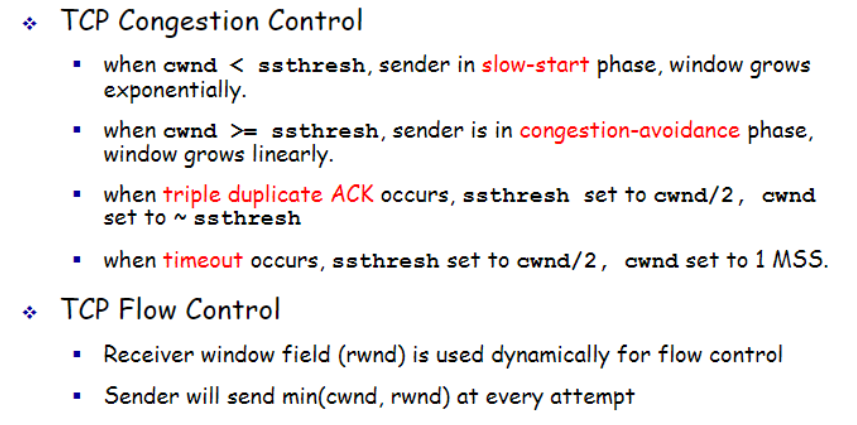 TCP Congestion Control
when cwnd < ssthresh, sender in slow-start phase, window grows
exponentially.
when cwnd >= ssthresh, sender is in congestion-avoidance phase,
window grows linearly.
when triple duplicate ACK occurs, ssthresh set to cwnd/2, cwnd
set to ~ ssthresh
when timeout occurs, ssthresh set to cwnd/2, cwnd set to 1 MSS.
TCP Flow Control
Receiver window field (rwnd) is used dynamically for flow control
Sender will send min(cwnd, rwnd) at every attempt